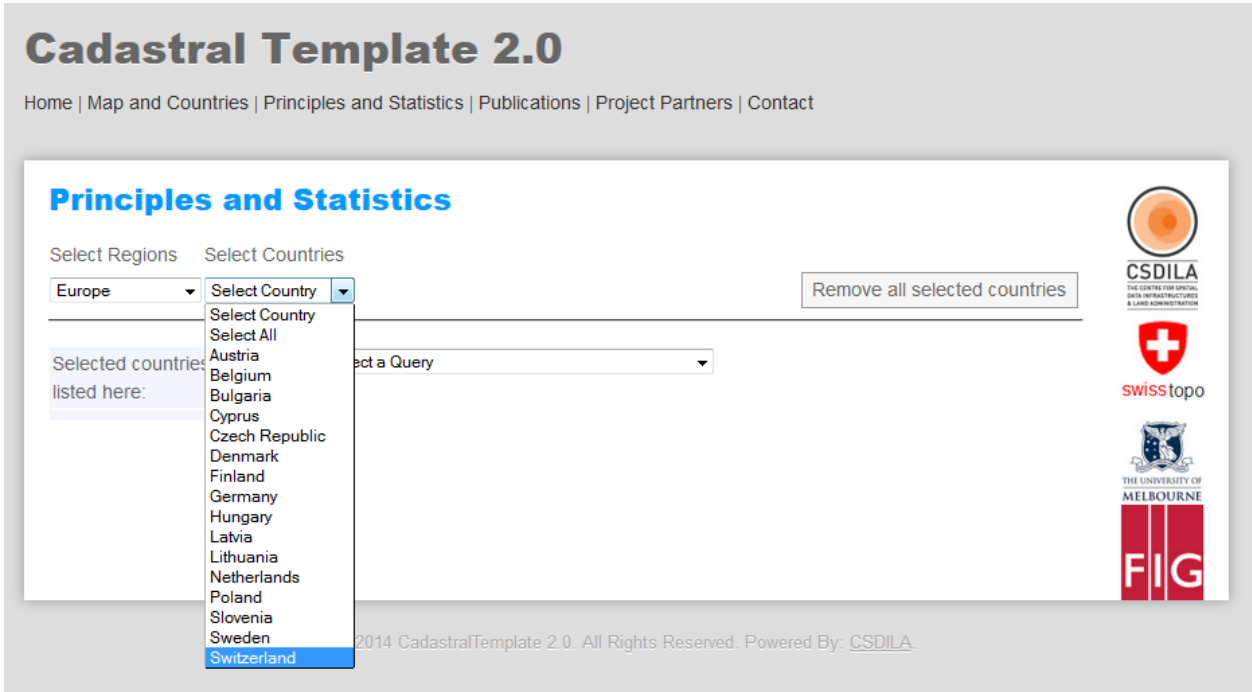 Cadastral Template 2.0
Home | Map and Countries | Principles and Statistics | Publications | Project Partners | Contact
Principles and Statistics
Select Regions Select Countries
Europe Select Country
Remove all selected countries
Select Country
Select All
Austria
Belgium
Bulgaria
Cyprus
Czech Republic
Denmark
Finland
Germany
Hungary
Latvia
Lithuania
Netherlands
Poland
Slovenia
Sweden
Switzerland
Selected countries
listed here:
ect a Query
CSDILA
THE CENTRE FOR SPATIAL
DATA INFRASTRUCTURES
& LAND ADMINISTRATION
swisstopo
THE UNIVERSITY OF
MELBOURNE
FIG
2014 CadastralTemplate 2.0. All Rights Reserved. Powered By: CSDILA.